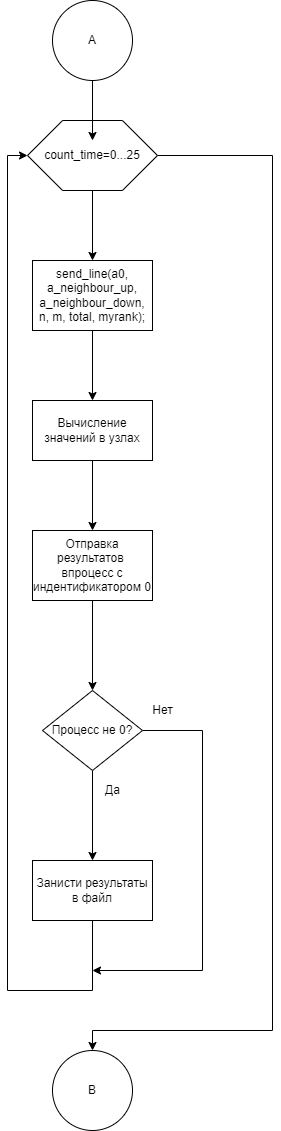 A
count_time=0...25
send_line(a0,
a_neighbour_up,
a_neighbour_down,
n, m, total, myrank);
Вычисление
значений в узлах
Отправка
результатов
впроцесс с
индентификатором 0
Процесс не 0?
Нет
Да
Занисти результаты
в файл
B